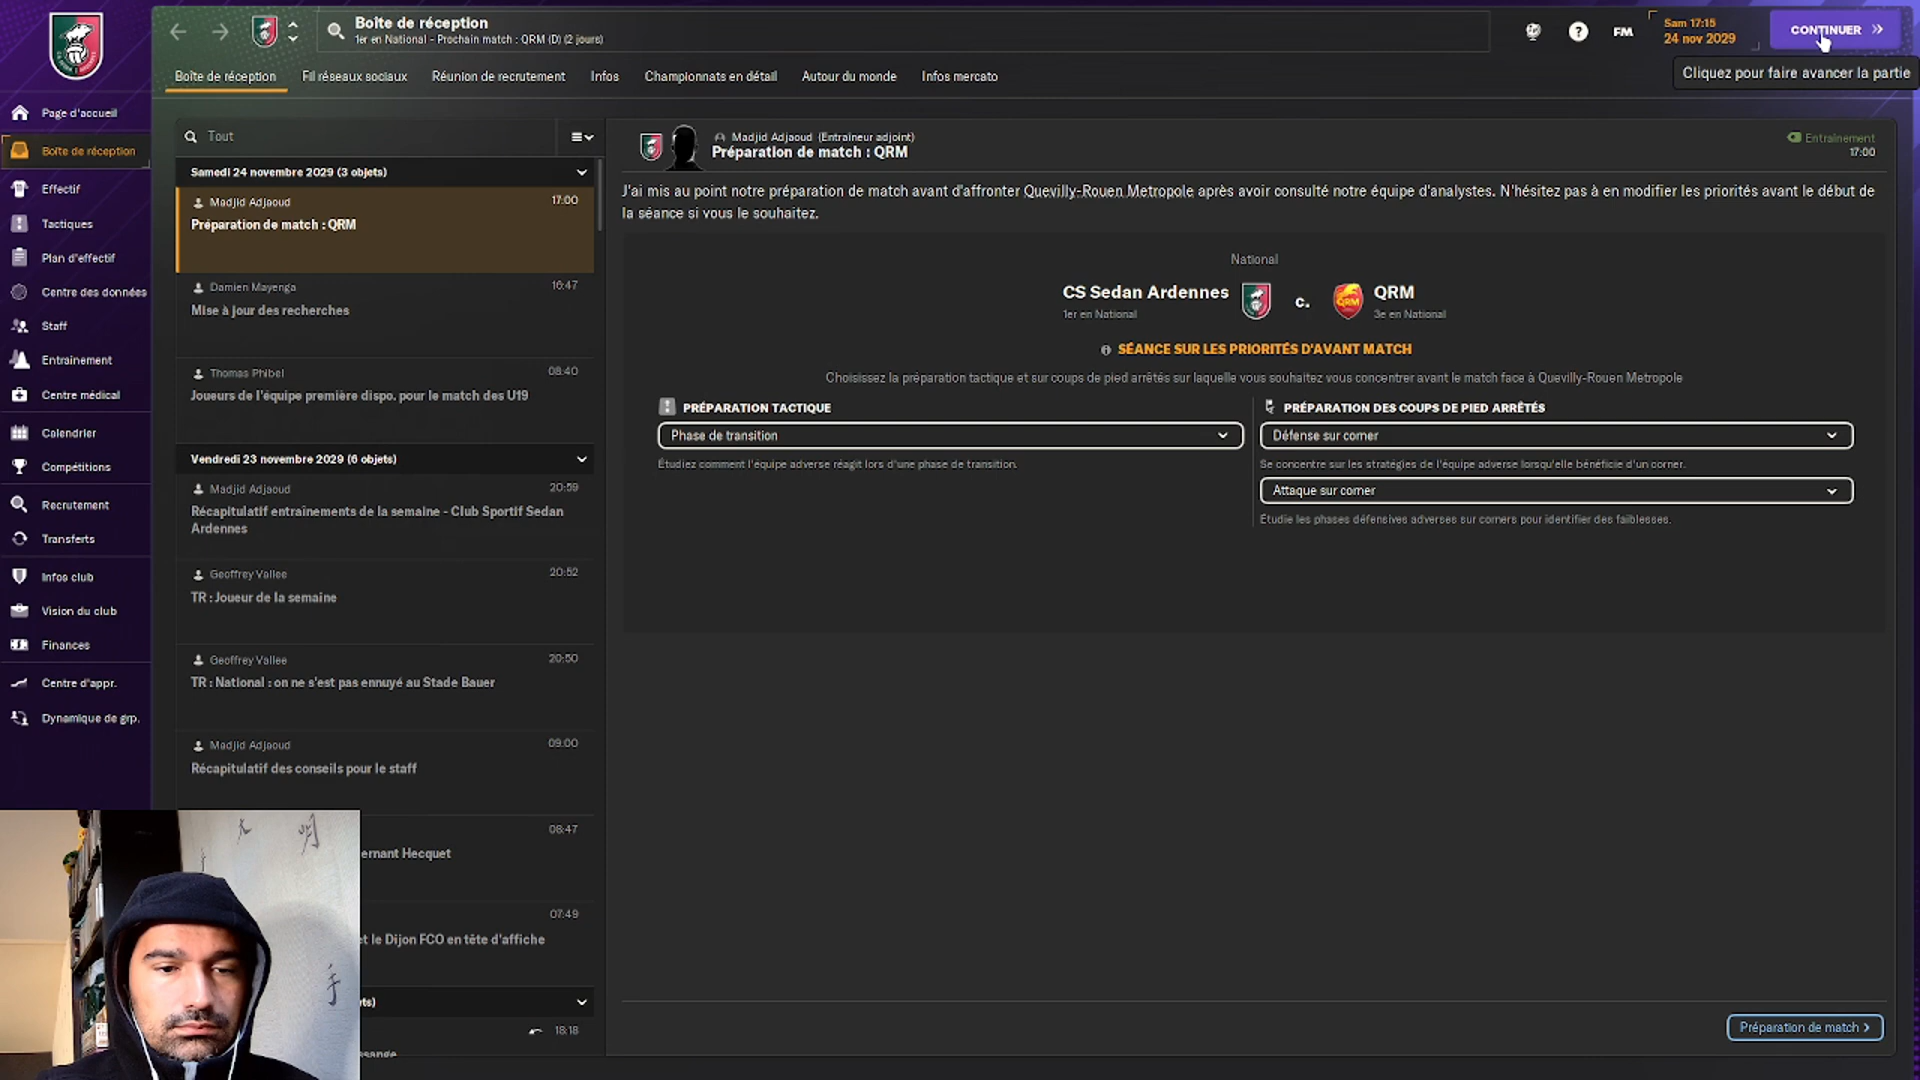 Boîte de réception
1er en National - Prochain match : QRM (D) (2 jours)
FM
Sam 17:15
24 nov 2029
CONTINUER
Cliquez pour faire avancer la partie
Boîte de réception
Fil réseaux sociaux
Réunion de recrutement
Infos
Championnats en détail
Autour du monde
Infos mercato
Page d'accueil
Boîte de réception
Effectif
Tactiques
Plan d'effectif
Centre des données
Staff
Entraînement
Centre médical
Calendrier
Compétitions
Recrutement
Transferts
Infos club
Vision du club
Finances
Centre d'appr.
Dynamique de grp.
Tout
Samedi 24 novembre 2029 (3 objets)
Madjid Adjaoud 17:00
Préparation de match : QRM
Damien Mayenga 16:47
Mise à jour des recherches
Thomas Phibel 08:40
Joueurs de l'équipe première dispo. pour le match des U19
Vendredi 23 novembre 2029 (6 objets)
Madjid Adjaoud 20:59
Récapitulatif entraînements de la semaine - Club Sportif Sedan
Ardennes
Geoffrey Vallee 20:52
TR : Joueur de la semaine
Geoffrey Vallee 20:50
TR : National : on ne s'est pas ennuyé au Stade Bauer
Madjid Adjaoud 09:00
Récapitulatif des conseils pour le staff
08:47
ernant Hecquet
07:49
et le Dijon FCO en tête d'affiche
ts)
18:18
Madjid Adjaoud (Entraîneur adjoint)
Préparation de match : QRM
Entraînement
17:00
J'ai mis au point notre préparation de match avant d'affronter Quevilly-Rouen Metropole après avoir consulté notre équipe d'analystes. N'hésitez pas à en modifier les priorités avant le début de
la séance si vous le souhaitez.
National
CS Sedan Ardennes c. QRM
1er en National 3e en National
SÉANCE SUR LES PRIORITÉS D'AVANT MATCH
Choisissez la préparation tactique et sur coups de pied arrêtés sur laquelle vous souhaitez vous concentrer avant le match face à Quevilly-Rouen Metropole
PRÉPARATION TACTIQUE
Phase de transition
Étudiez comment l'équipe adverse réagit lors d'une phase de transition.
PRÉPARATION DES COUPS DE PIED ARRÊTÉS
Défense sur corner
Se concentre sur les stratégies de l'équipe adverse lorsqu'elle bénéficie d'un corner.
Attaque sur corner
Étudie les phases défensives adverses sur corners pour identifier des faiblesses.
Préparation de match